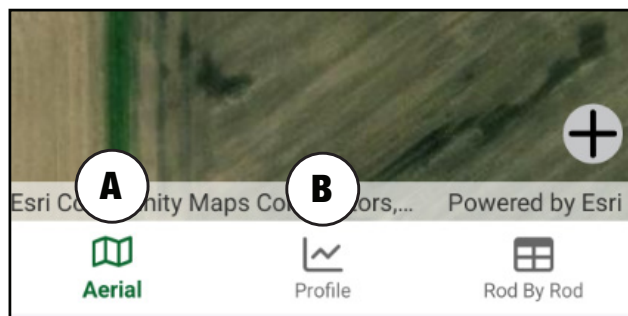 A B
Esri Co nity Maps Co tors,... Powered by Esri
Aerial Profile Rod By Rod